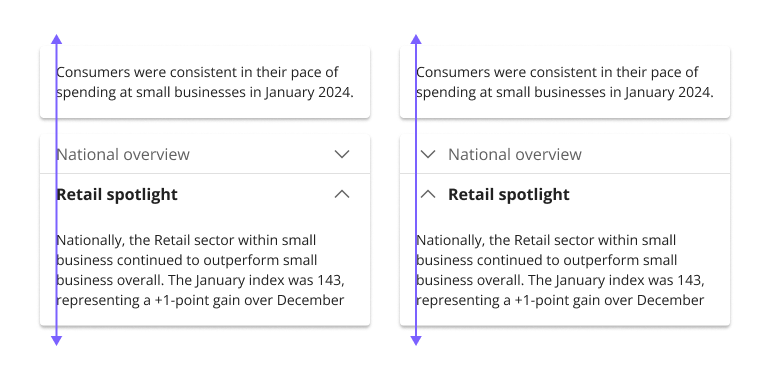 Consumers were consistent in their pace of
spending at small businesses in January 2024.
National overview
Retail spotlight
Nationally, the Retail sector within small
business continued to outperform small
business overall. The January index was 143,
representing a +1-point gain over December
Consumers were consistent in their pace of
spending at small businesses in January 2024.
National overview
Retail spotlight
Nationally, the Retail sector within small
business continued to outperform small
business overall. The January index was 143,
representing a +1-point gain over December